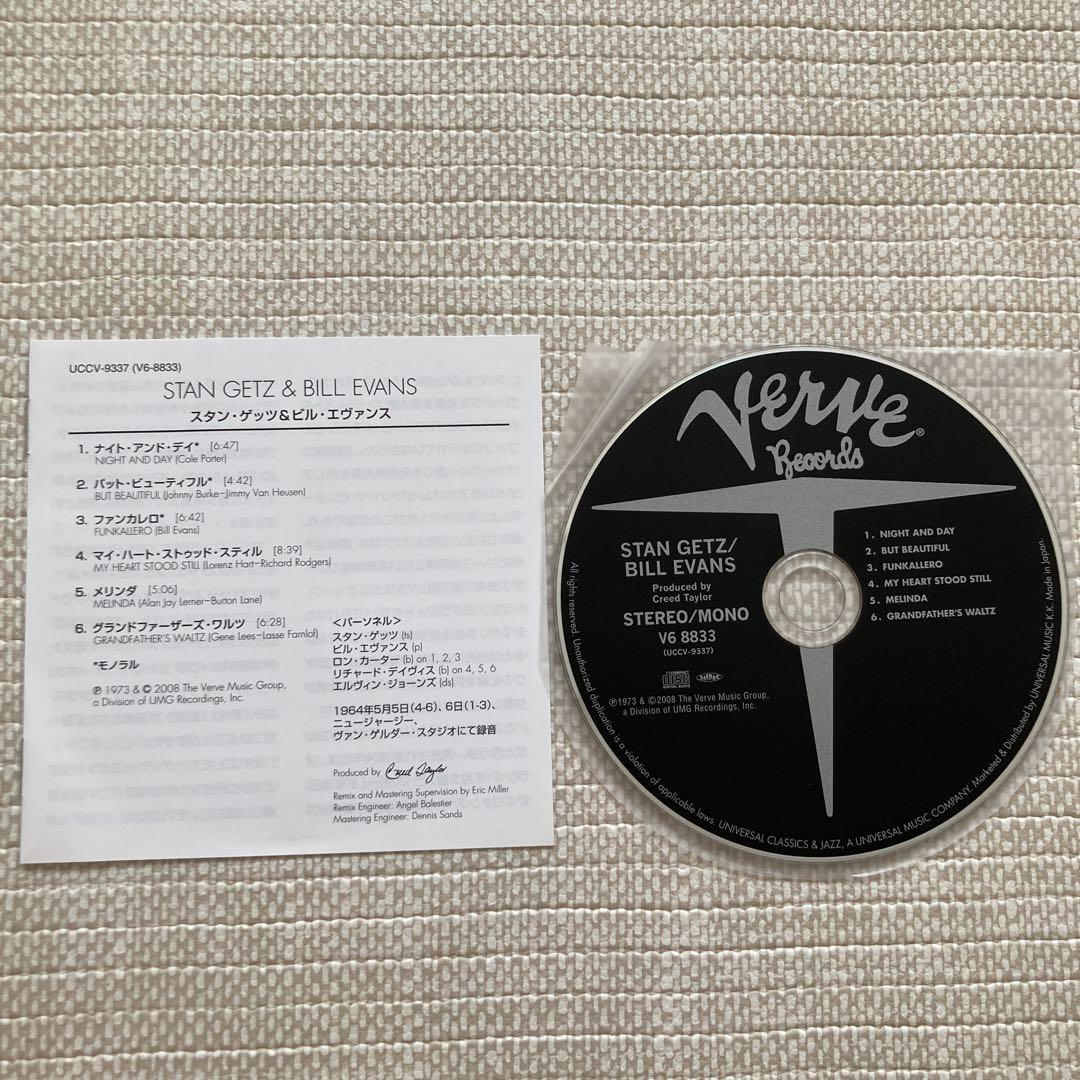 UCCV-9337 (V6-8833)
STAN GETZ & BILL EVANS
スタン・ゲッツ&ビル・エヴァンス
1. ナイト・アンド・デイ* [6:47]
NIGHT AND DAY (Cole Porter)
2. バット・ビューティフル* [4:42]
BUT BEAUTIFUL (Johnny Burke-Jimmy Van Heusen)
3. ファンカレロ* [6:42]
FUNKALLERO (Bill Evans)
4. マイ・ハート・ストゥッド・スティル [8:39]
MY HEART STOOD STILL (Lorenz Hart-Richard Rodgers)
5. メリンダ [5:06]
MELINDA (Alan Jay Lerner-Burton Lane)
6. グランドファーザーズ・ワルツ [6:28]
GRANDFATHER'S WALTZ (Gene Lees-Lasse Farnlof)
*モノラル
℗ 1973 & © 2008 The Verve Music Group,
a Division of UMG Recordings, Inc.
<パーソネル>
スタン・ゲッツ (ts)
ビル・エヴァンス (p)
ロン・カーター (b) on 1, 2, 3
リチャード・デイヴィス (b) on 4, 5, 6
エルヴィン・ジョーンズ (ds)
1964年5月5日(4-6)、6日(1-3)、
ニュージャージー、
ヴァン・ゲルダー・スタジオにて録音
Produced by Creed Taylor
Remix and Mastering Supervision by Eric Miller
Remix Engineer: Angel Balestier
Mastering Engineer: Dennis Sands
Verve®
Records
STAN GETZ/
BILL EVANS
Produced by
Creed Taylor
STEREO/MONO
V6 8833
(UCCV-9337)
COMPACT
disc
DIGITAL AUDIO
℗1973 & ©2008 The Verve Music Group,
a Division of UMG Recordings, Inc.
1. NIGHT AND DAY
2. BUT BEAUTIFUL
3. FUNKALLERO
4. MY HEART STOOD STILL
5. MELINDA
6. GRANDFATHER'S WALTZ
All rights reserved. Unauthorized duplication is a violation of applicable laws. UNIVERSAL CLASSICS & JAZZ, A UNIVERSAL MUSIC COMPANY. Marketed & Distributed by UNIVERSAL MUSIC K.K. Made in Japan.